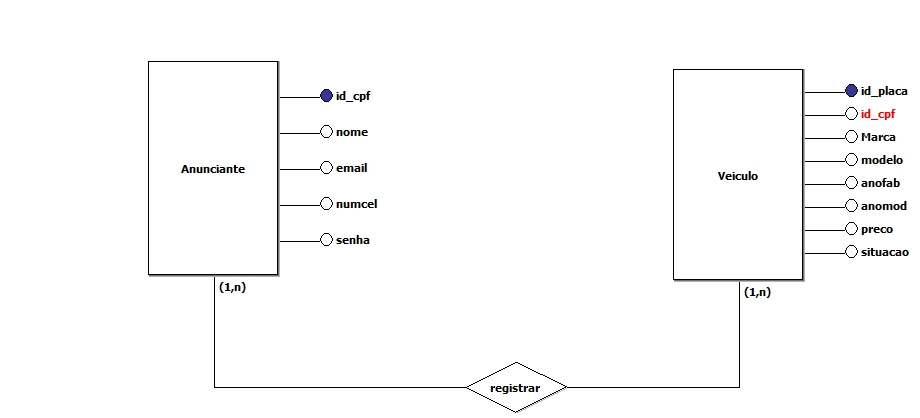 Anunciante
id_cpf
nome
email
numcel
senha
(1,n)
Veiculo
id_placa
id_cpf
Marca
modelo
anofab
anomod
preco
situacao
(1,n)
registrar